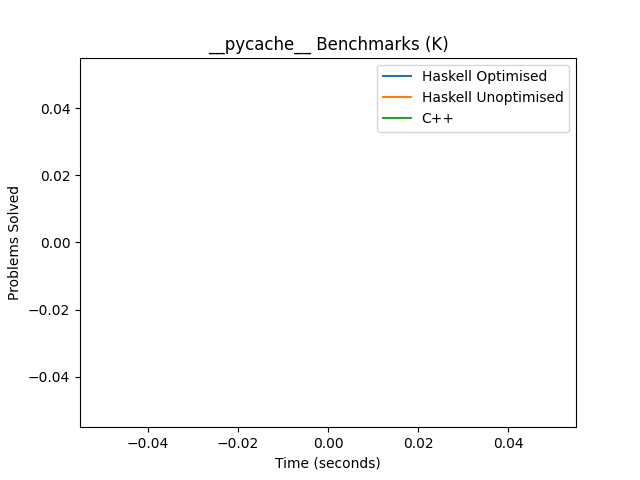 __pycache__ Benchmarks (K)
Haskell Optimised
Haskell Unoptimised
C++
Problems Solved
0.04
0.02
0.00
−0.02
−0.04
−0.04 −0.02 0.00 0.02 0.04
Time (seconds)